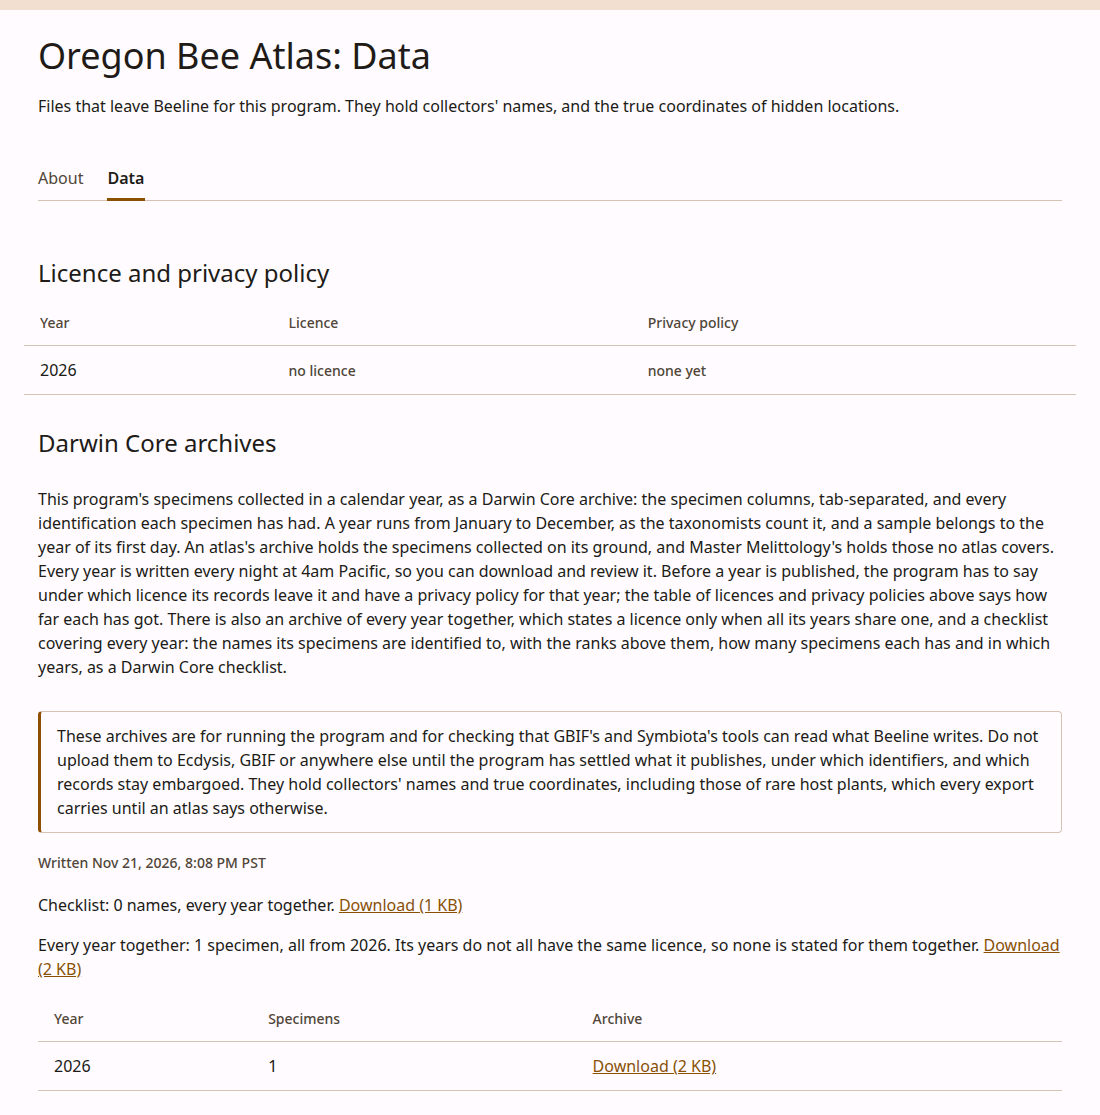 Oregon Bee Atlas: Data
Files that leave Beeline for this program. They hold collectors' names, and the true coordinates of hidden locations.
About Data
Licence and privacy policy
Year Licence Privacy policy
2026 no licence none yet
Darwin Core archives
This program's specimens collected in a calendar year, as a Darwin Core archive: the specimen columns, tab-separated, and every
identification each specimen has had. A year runs from January to December, as the taxonomists count it, and a sample belongs to the
year of its first day. An atlas's archive holds the specimens collected on its ground, and Master Melittology's holds those no atlas covers.
Every year is written every night at 4am Pacific, so you can download and review it. Before a year is published, the program has to say
under which licence its records leave it and have a privacy policy for that year; the table of licences and privacy policies above says how
far each has got. There is also an archive of every year together, which states a licence only when all its years share one, and a checklist
covering every year: the names its specimens are identified to, with the ranks above them, how many specimens each has and in which
years, as a Darwin Core checklist.
These archives are for running the program and for checking that GBIF's and Symbiota's tools can read what Beeline writes. Do not
upload them to Ecdysis, GBIF or anywhere else until the program has settled what it publishes, under which identifiers, and which
records stay embargoed. They hold collectors' names and true coordinates, including those of rare host plants, which every export
carries until an atlas says otherwise.
Written Nov 21, 2026, 8:08 PM PST
Checklist: 0 names, every year together. Download (1 KB)
Every year together: 1 specimen, all from 2026. Its years do not all have the same licence, so none is stated for them together. Download
(2 KB)
Year Specimens Archive
2026 1 Download (2 KB)